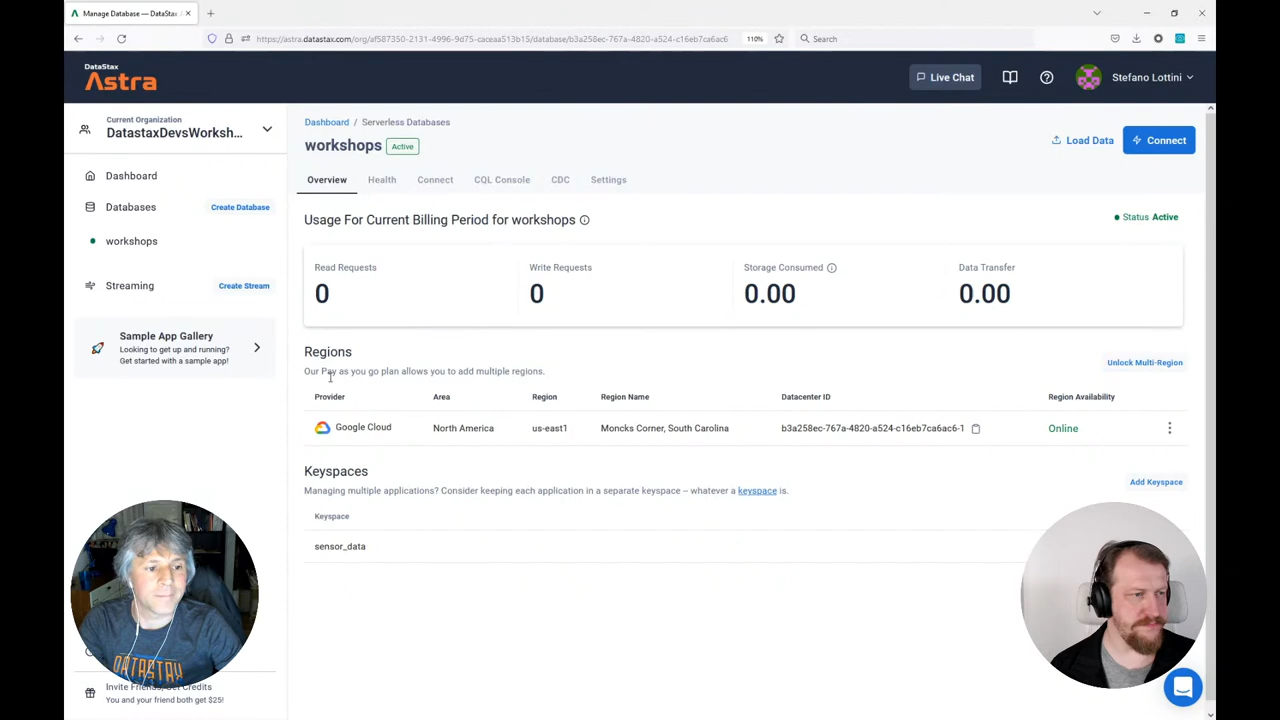 Manage Database — DataStax A
https://astra.datastax.com/org/af587350-2131-4996-9d75-caceaa513b15/database/b3a258ec-767a-4820-a524-c16eb7ca6ac6
110%
Search
DataStax
Astra
Live Chat
Stefano Lottini
Current Organization
DatastaxDevsWorksh...
Dashboard
Databases
Create Database
workshops
Streaming
Create Stream
Sample App Gallery
Looking to get up and running?
Get started with a sample app!
Invite Friends, Get Credits
You and your friend both get $25!
Dashboard / Serverless Databases
workshops Active
Load Data
Connect
Overview Health Connect CQL Console CDC Settings
Usage For Current Billing Period for workshops
Status Active
Read Requests Write Requests Storage Consumed Data Transfer
0 0 0.00 0.00
Regions
Our Pay as you go plan allows you to add multiple regions.
Unlock Multi-Region
Provider Area Region Region Name Datacenter ID Region Availability
Google Cloud North America us-east1 Moncks Corner, South Carolina b3a258ec-767a-4820-a524-c16eb7ca6ac6-1 Online
Keyspaces
Managing multiple applications? Consider keeping each application in a separate keyspace -- whatever a keyspace is.
Add Keyspace
Keyspace
sensor_data
DATASTAX